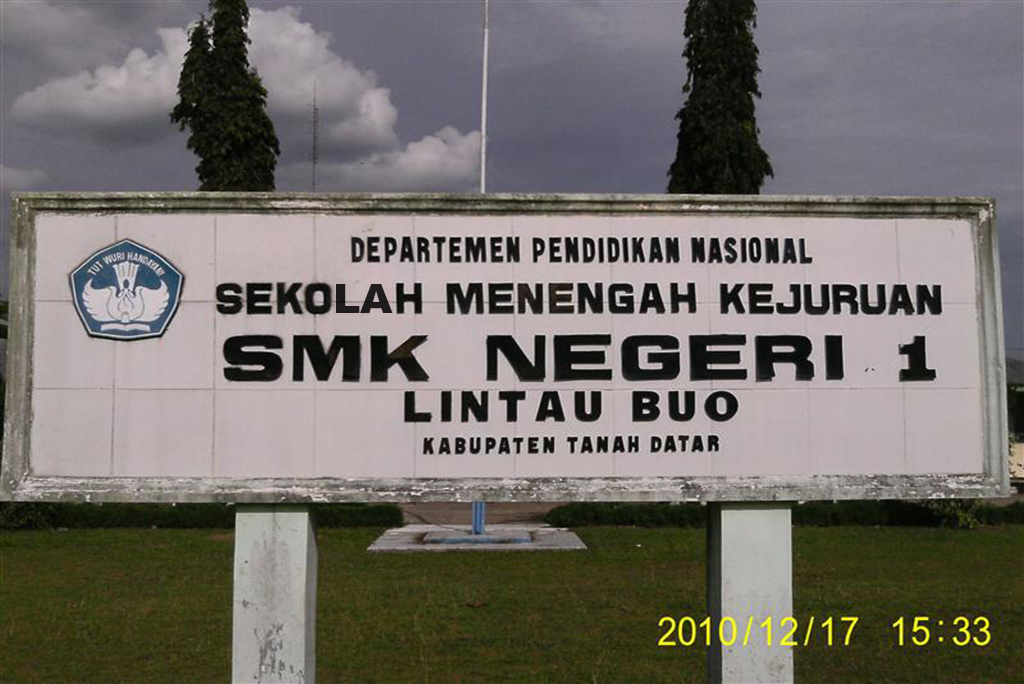 TUT WURI HANDAYANI
DEPARTEMEN PENDIDIKAN NASIONAL
SEKOLAH MENENGAH KEJURUAN
SMK NEGERI 1
LINTAU BUO
KABUPATEN TANAH DATAR
2010/12/17 15:33